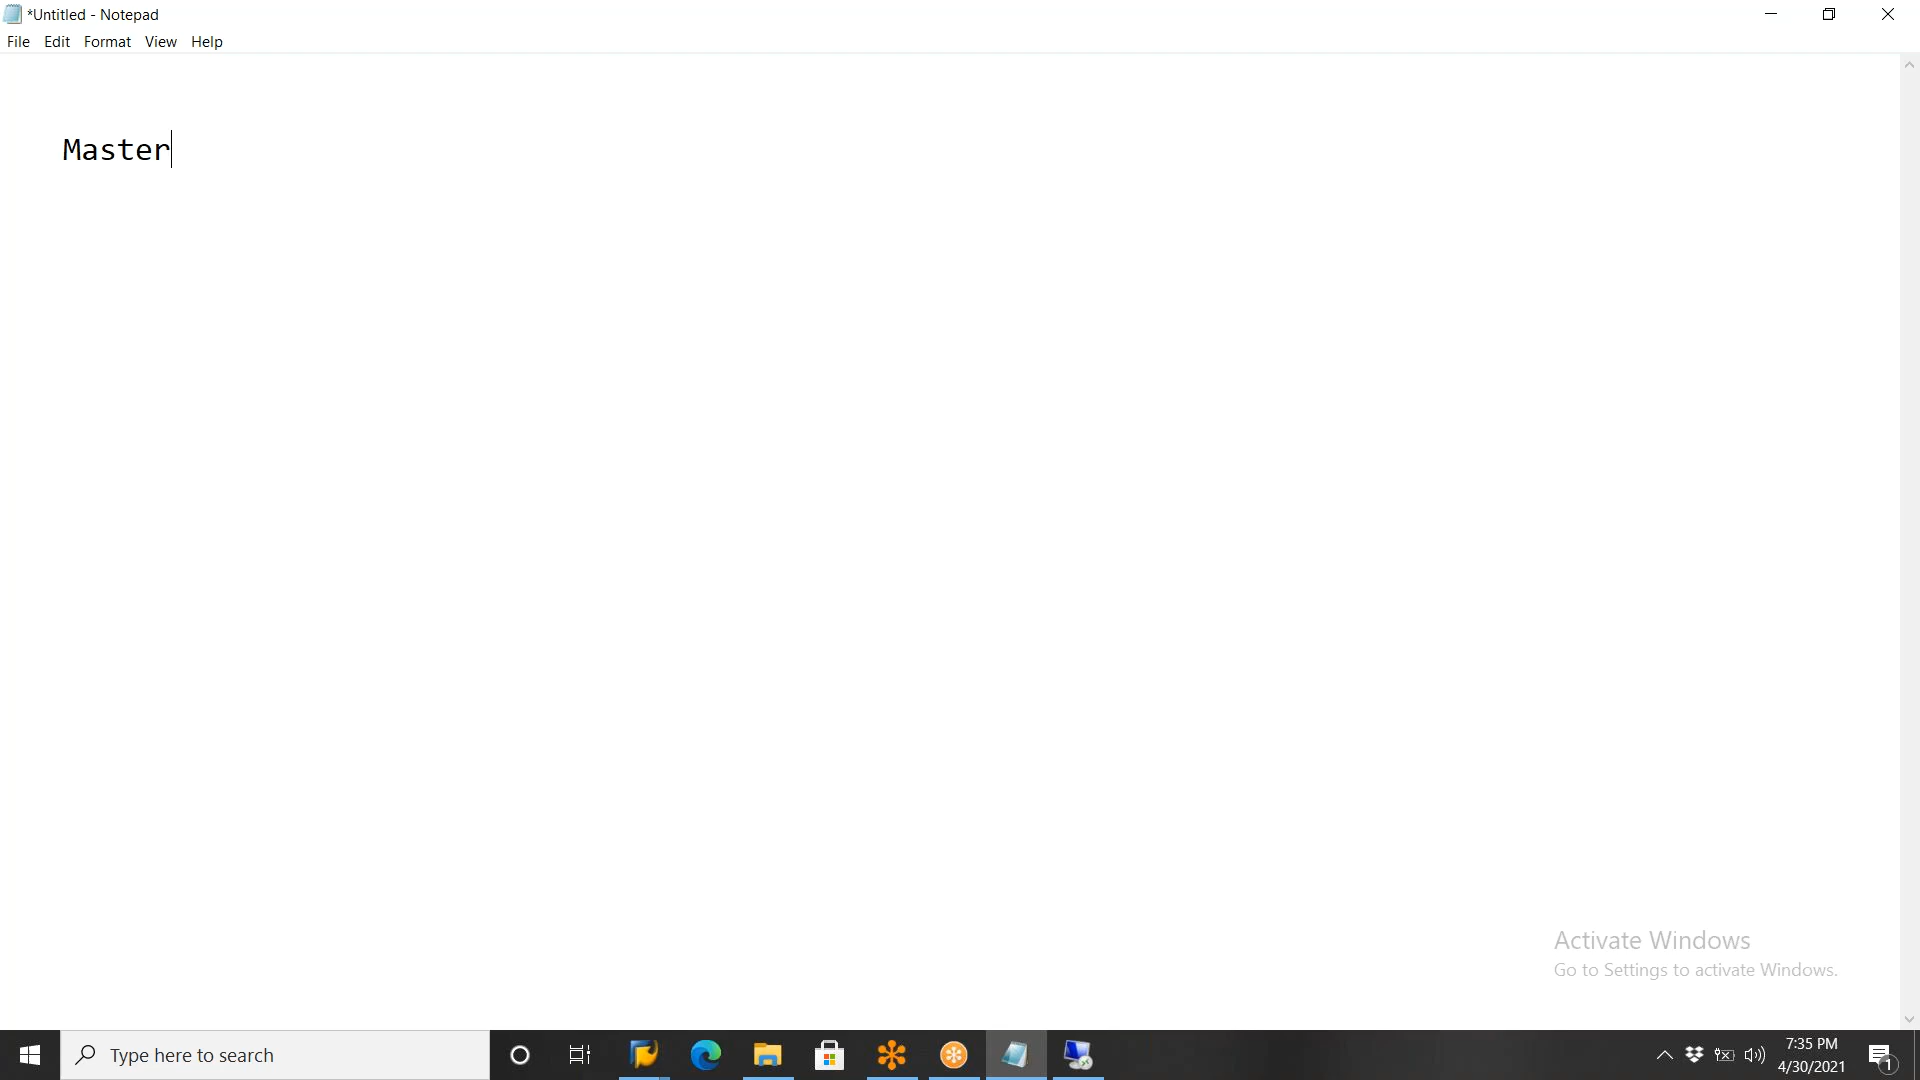 *Untitled - Notepad
File Edit Format View Help
Master
Activate Windows
Go to Settings to activate Windows.
Type here to search
7:35 PM
4/30/2021
1